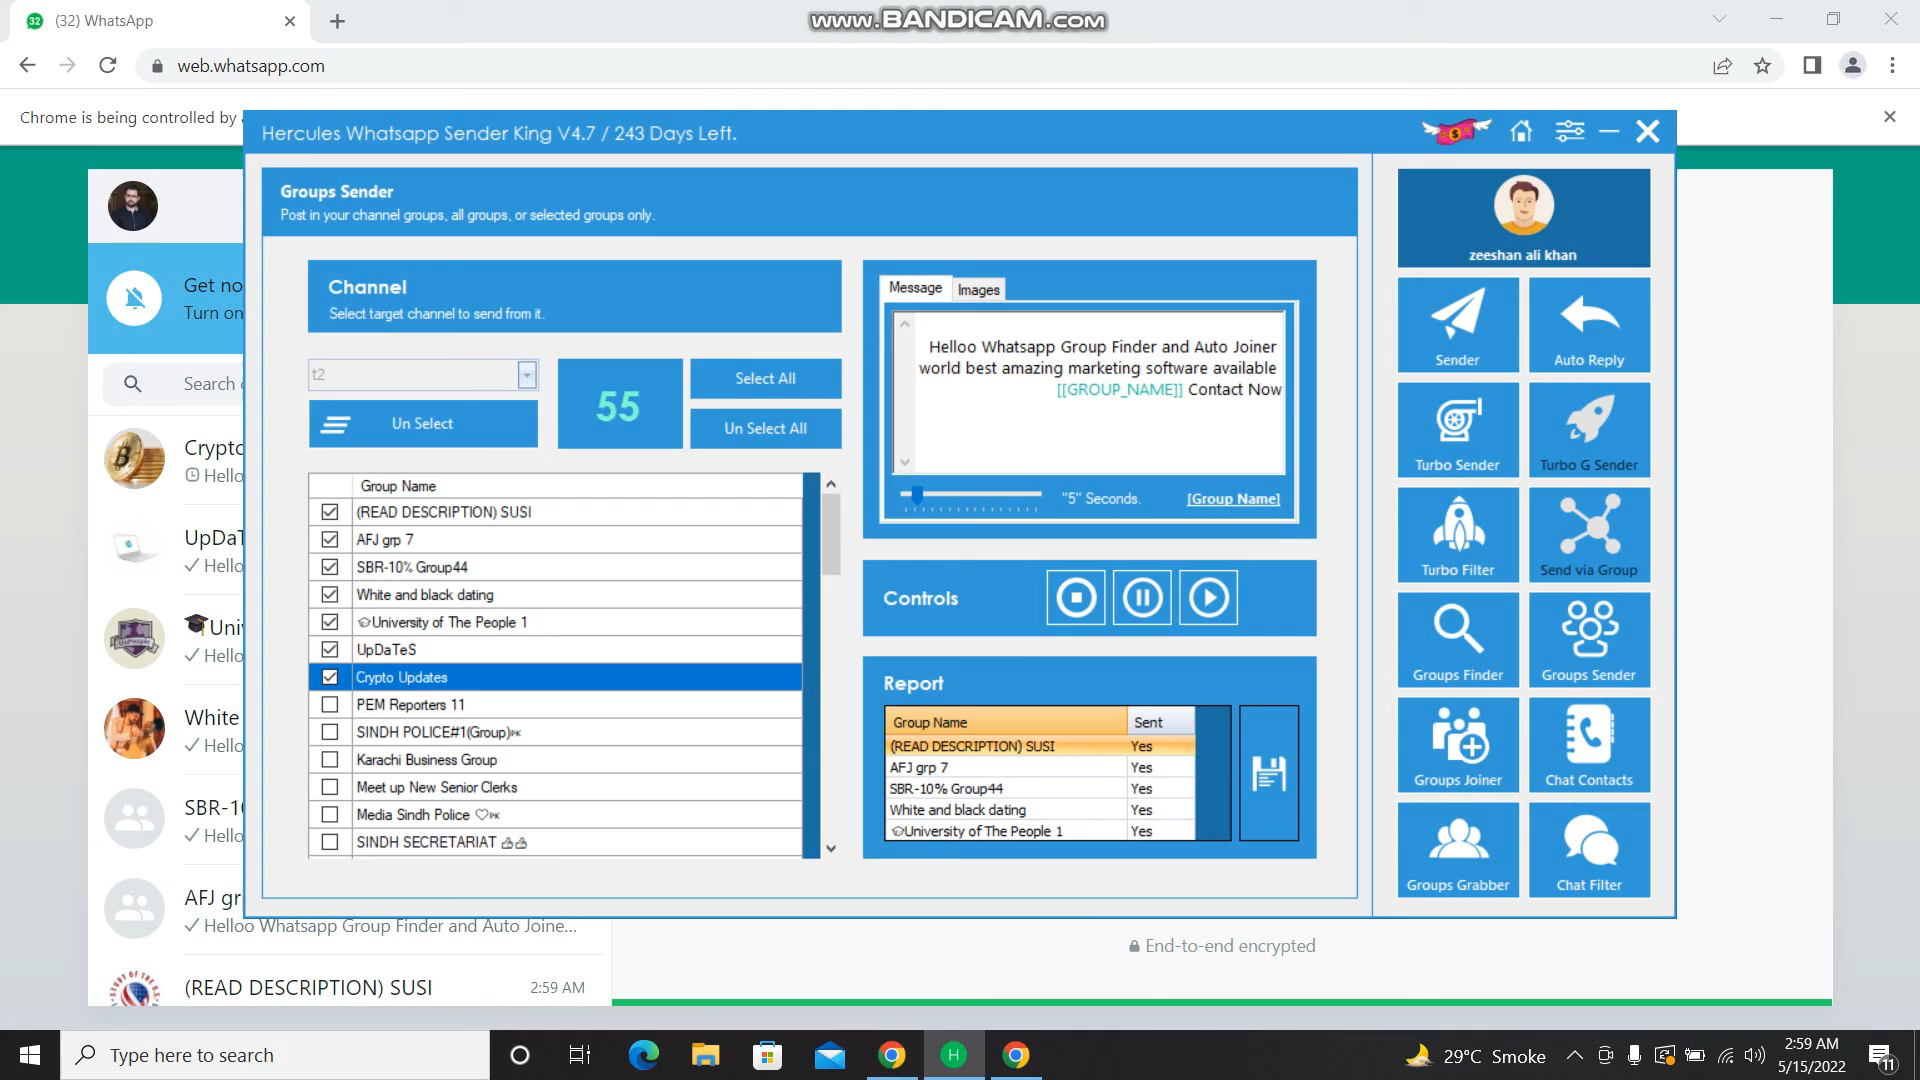 (32) WhatsApp
www.BANDICAM.com
web.whatsapp.com
Chrome is being controlled by
Hercules Whatsapp Sender King V4.7 / 243 Days Left.
Groups Sender
Post in your channel groups, all groups, or selected groups only.
Channel
Select target channel to send from it.
t2
Un Select
55
Select All
Un Select All
Group Name
(READ DESCRIPTION) SUSI
AFJ grp 7
SBR-10% Group44
White and black dating
🎓University of The People 1
UpDaTeS
Crypto Updates
PEM Reporters 11
SINDH POLICE#1(Group)🇵🇰
Karachi Business Group
Meet up New Senior Clerks
Media Sindh Police ♡🇵🇰
SINDH SECRETARIAT 👍👍
Message
Images
Helloo Whatsapp Group Finder and Auto Joiner
world best amazing marketing software available
[[GROUP_NAME]] Contact Now
"5" Seconds.
[Group Name]
Controls
Report
Group Name Sent
(READ DESCRIPTION) SUSI Yes
AFJ grp 7 Yes
SBR-10% Group44 Yes
White and black dating Yes
🎓University of The People 1 Yes
zeeshan ali khan
Sender
Auto Reply
Turbo Sender
Turbo G Sender
Turbo Filter
Send via Group
Groups Finder
Groups Sender
Groups Joiner
Chat Contacts
Groups Grabber
Chat Filter
Get no
Turn on
Search
Crypto
Hello
UpDaT
Hello
🎓Uni
Hello
White
Hello
SBR-10
Hello
AFJ gr
Helloo Whatsapp Group Finder and Auto Joine...
(READ DESCRIPTION) SUSI
2:59 AM
End-to-end encrypted
Type here to search
H
29°C Smoke
2:59 AM
5/15/2022
11